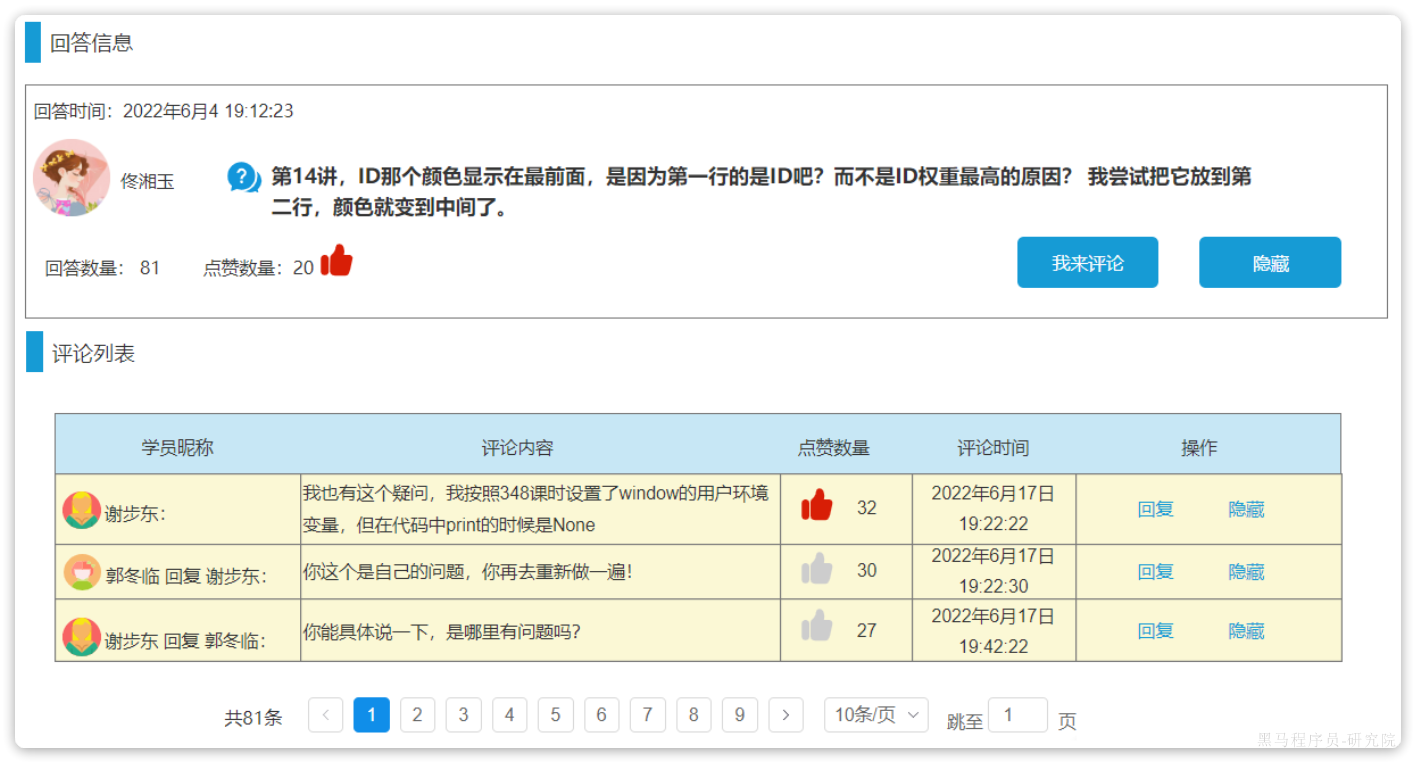 回答信息
回答时间：2022年6月4 19:12:23
佟湘玉
第14讲，ID那个颜色显示在最前面，是因为第一行的是ID吧？而不是ID权重最高的原因？ 我尝试把它放到第
二行，颜色就变到中间了。
回答数量： 81 点赞数量：20
我来评论 隐藏
评论列表
学员昵称 评论内容 点赞数量 评论时间 操作
我也有这个疑问，我按照348课时设置了window的用户环境
变量，但在代码中print的时候是None
谢步东： 32 2022年6月17日
19:22:22
回复 隐藏
郭冬临 回复 谢步东： 你这个是自己的问题，你再去重新做一遍！ 30 2022年6月17日
19:22:30
回复 隐藏
谢步东 回复 郭冬临： 你能具体说一下，是哪里有问题吗？ 27 2022年6月17日
19:42:22
回复 隐藏
共81条 < 1 2 3 4 5 6 7 8 9 > 10条/页 跳至 1 页
黑马程序员-研究院